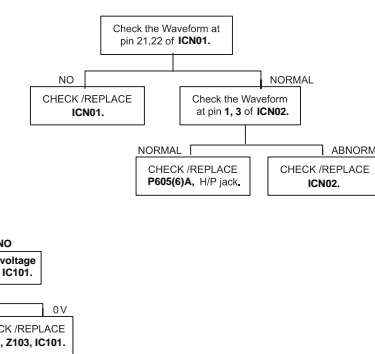 Check the Waveform at
pin 21,22 of ICN01.
NO
NORMAL
CHECK /REPLACE
ICN01.
Check the Waveform
at pin 1, 3 of ICN02.
NORMAL
ABNORM
CHECK /REPLACE
P605(6)A, H/P jack.
CHECK /REPLACE
ICN02.
NO
voltage
IC101.
0 V
CK /REPLACE
, Z103, IC101.